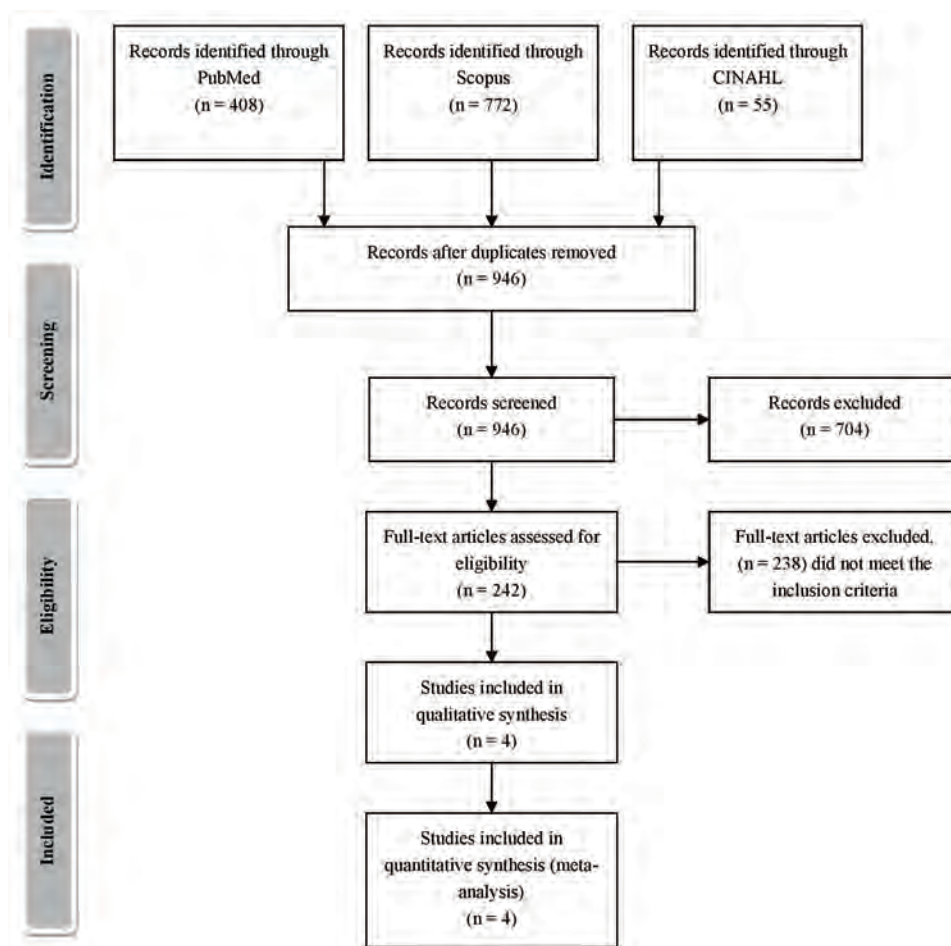 Identification
Records identified through
PubMed
(n = 408)
Records identified through
Scopus
(n = 772)
Records identified through
CINAHL
(n = 55)
Records after duplicates removed
(n = 946)
Screening
Records screened
(n = 946)
Records excluded
(n = 704)
Eligibility
Full-text articles assessed for
eligibility
(n = 242)
Full-text articles excluded,
(n = 238) did not meet the
inclusion criteria
Studies included in
qualitative synthesis
(n = 4)
Included
Studies included in
quantitative synthesis (meta-
analysis)
(n = 4)